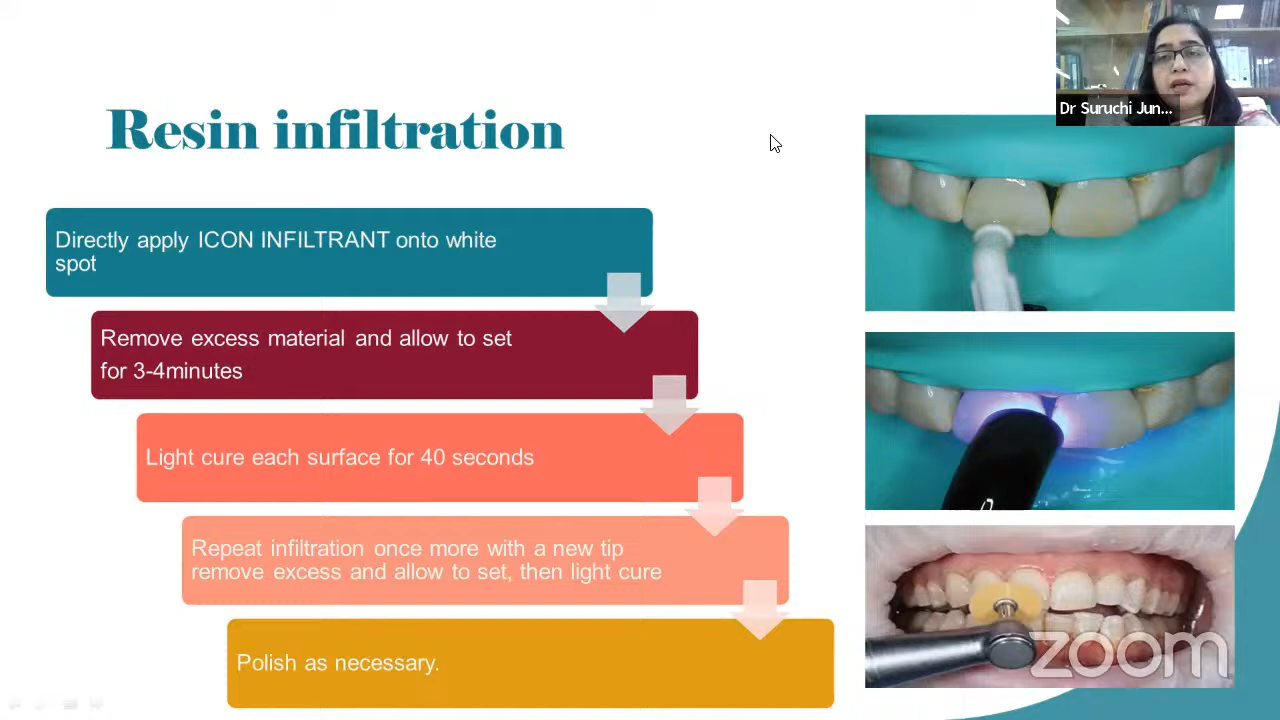 Dr Suruchi Jun...
Resin infiltration
Directly apply ICON INFILTRANT onto white
spot
Remove excess material and allow to set
for 3-4minutes
Light cure each surface for 40 seconds
Repeat infiltration once more with a new tip
remove excess and allow to set, then light cure
Polish as necessary.
zoom